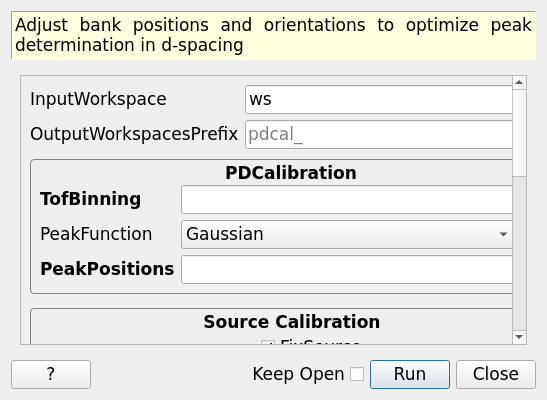 Adjust bank positions and orientations to optimize peak
determination in d-spacing
InputWorkspace ws
OutputWorkspacesPrefix pdcal_
PDCalibration
TofBinning
PeakFunction Gaussian
PeakPositions
Source Calibration
FixSource
? Keep Open Run Close